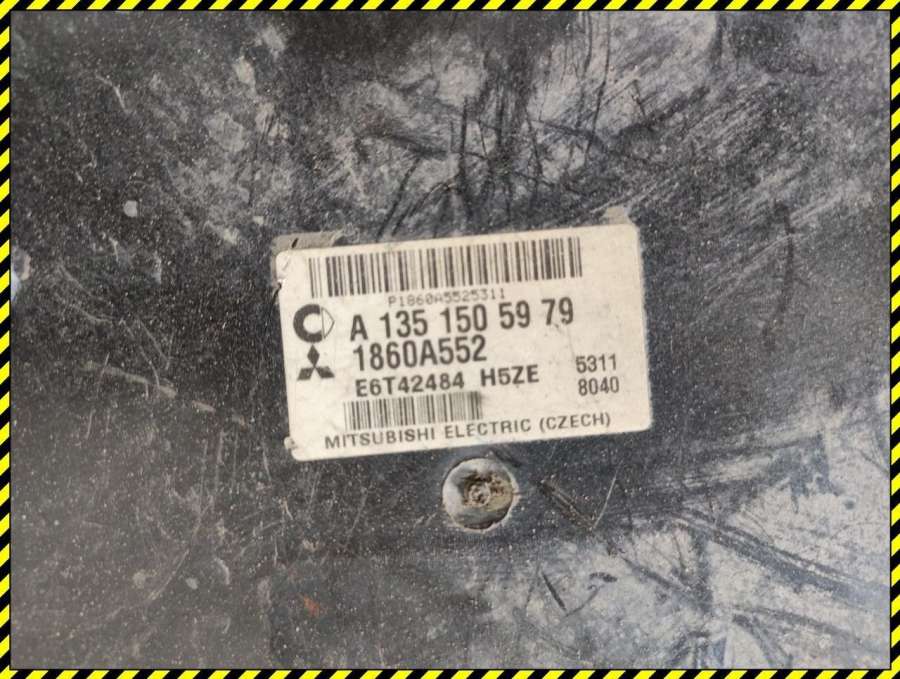 P1860A5525311
A 135 150 59 79
1860A552
E6T42484 H5ZE 5311
8040
MITSUBISHI ELECTRIC (CZECH)